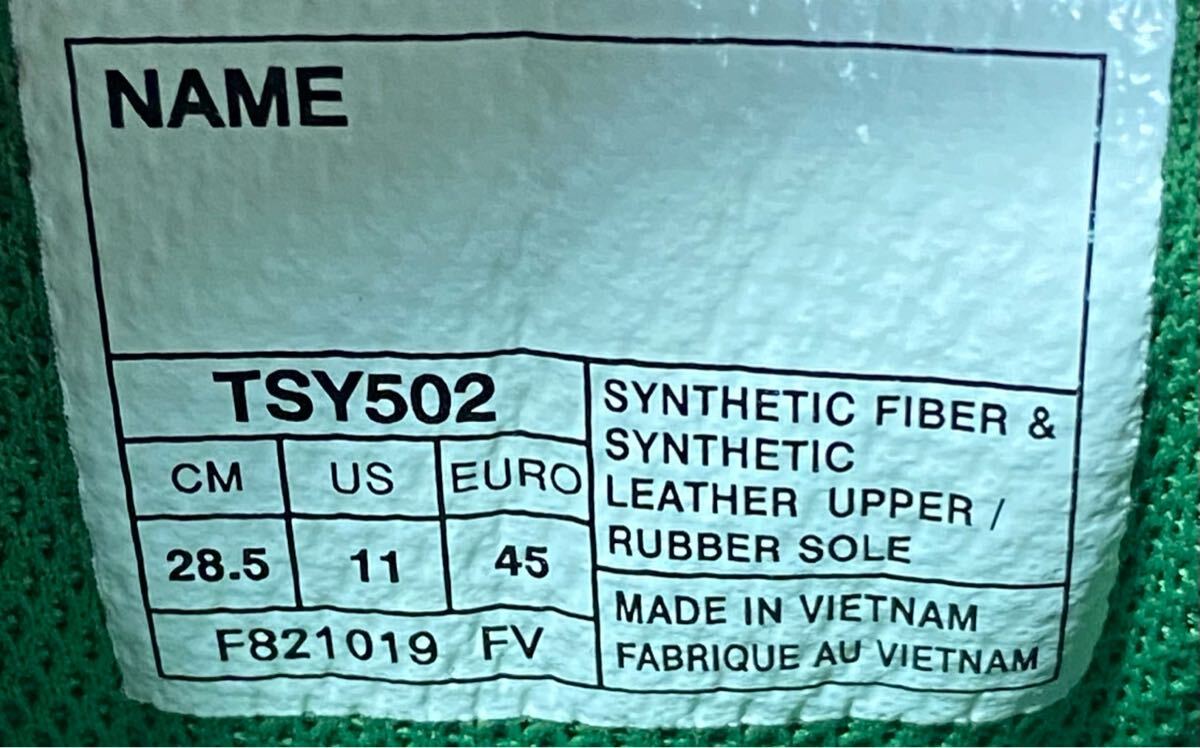 NAME
TSY502
CM US EURO
28.5 11 45
F821019 FV
SYNTHETIC FIBER &
SYNTHETIC
LEATHER UPPER /
RUBBER SOLE
MADE IN VIETNAM
FABRIQUE AU VIETNAM